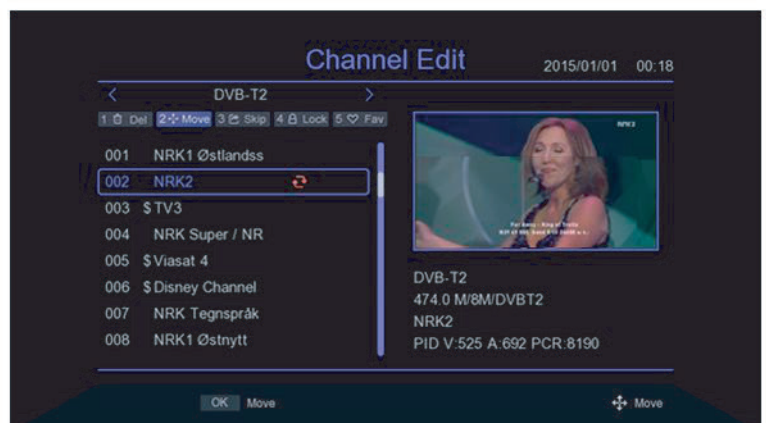 Channel Edit
2015/01/01 00:18
DVB-T2
1 Del 2 Move 3 Skip 4 Lock 5 Fav
001 NRK1 Østlandss
002 NRK2
003 $ TV3
004 NRK Super / NR
005 $ Viasat 4
006 $ Disney Channel
007 NRK Tegnspråk
008 NRK1 Østnytt
NRK2
DVB-T2
474.0 M/8M/DVBT2
NRK2
PID V:525 A:692 PCR:8190
OK Move
Move